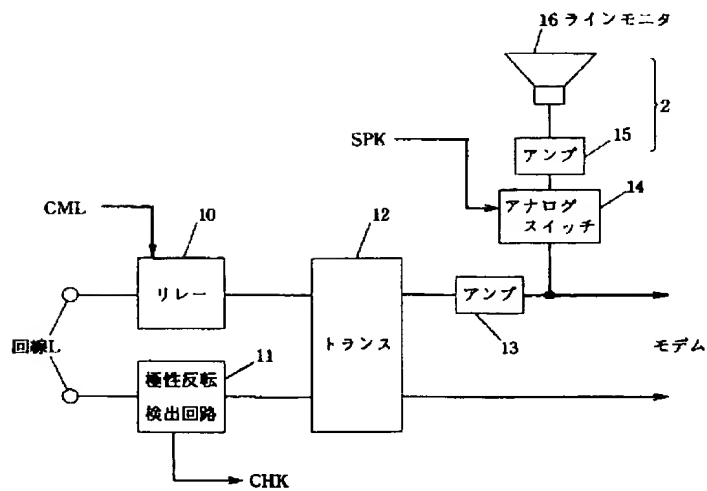 16 ラインモニタ
2
15
SPK
アンプ
14
アナログ
スイッチ
CML
10
12
リレー
アンプ
13
トランス
モデム
回線L
11
極性反転
検出回路
CHK